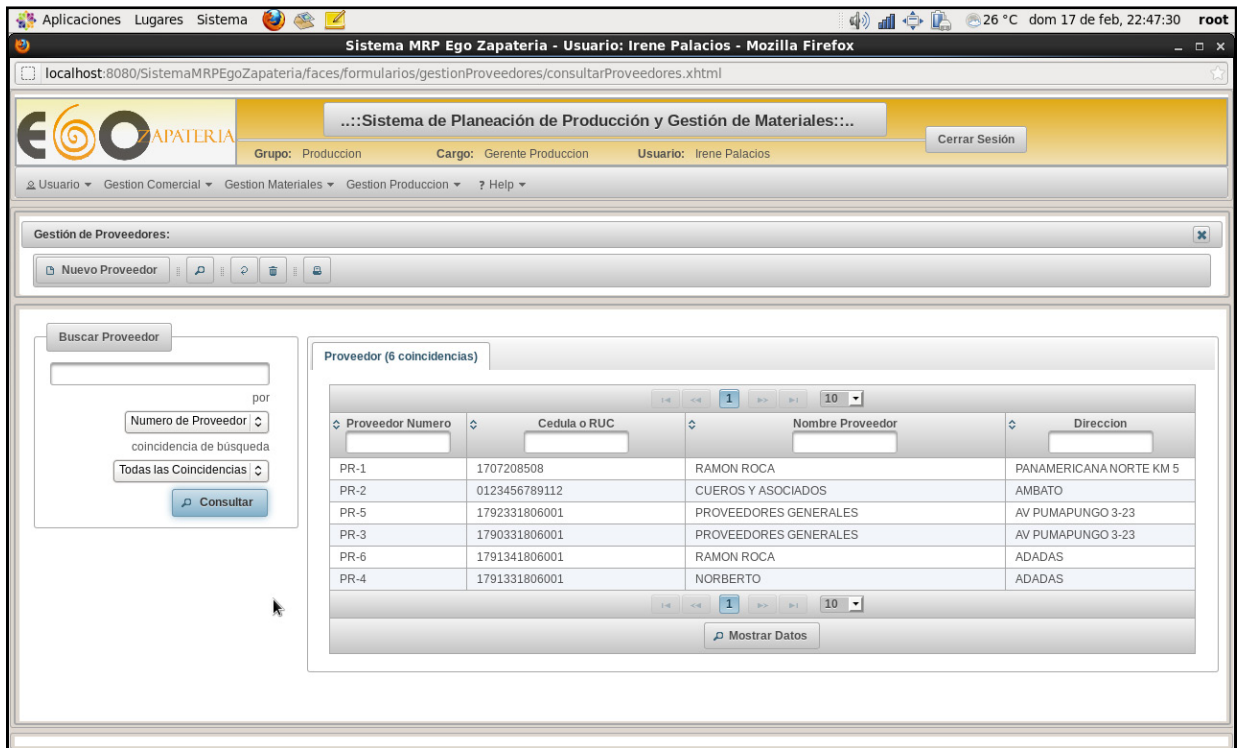 Aplicaciones Lugares Sistema 26 °C dom 17 de feb, 22:47:30 root
Sistema MRP Ego Zapateria - Usuario: Irene Palacios - Mozilla Firefox
localhost:8080/SistemaMRPEgoZapateria/faces/formularios/gestionProveedores/consultarProveedores.xhtml
EGO ZAPATERIA
..::Sistema de Planeación de Producción y Gestión de Materiales::..
Cerrar Sesión
Grupo: Produccion Cargo: Gerente Produccion Usuario: Irene Palacios
Usuario Gestion Comercial Gestion Materiales Gestion Produccion ? Help
Gestión de Proveedores:
Nuevo Proveedor
Buscar Proveedor
por
Numero de Proveedor
coincidencia de búsqueda
Todas las Coincidencias
Consultar
Proveedor (6 coincidencias)
1 10
Proveedor Numero Cedula o RUC Nombre Proveedor Direccion
PR-1 1707208508 RAMON ROCA PANAMERICANA NORTE KM 5
PR-2 0123456789112 CUEROS Y ASOCIADOS AMBATO
PR-5 1792331806001 PROVEEDORES GENERALES AV PUMAPUNGO 3-23
PR-3 1790331806001 PROVEEDORES GENERALES AV PUMAPUNGO 3-23
PR-6 1791341806001 RAMON ROCA ADADAS
PR-4 1791331806001 NORBERTO ADADAS
1 10
Mostrar Datos